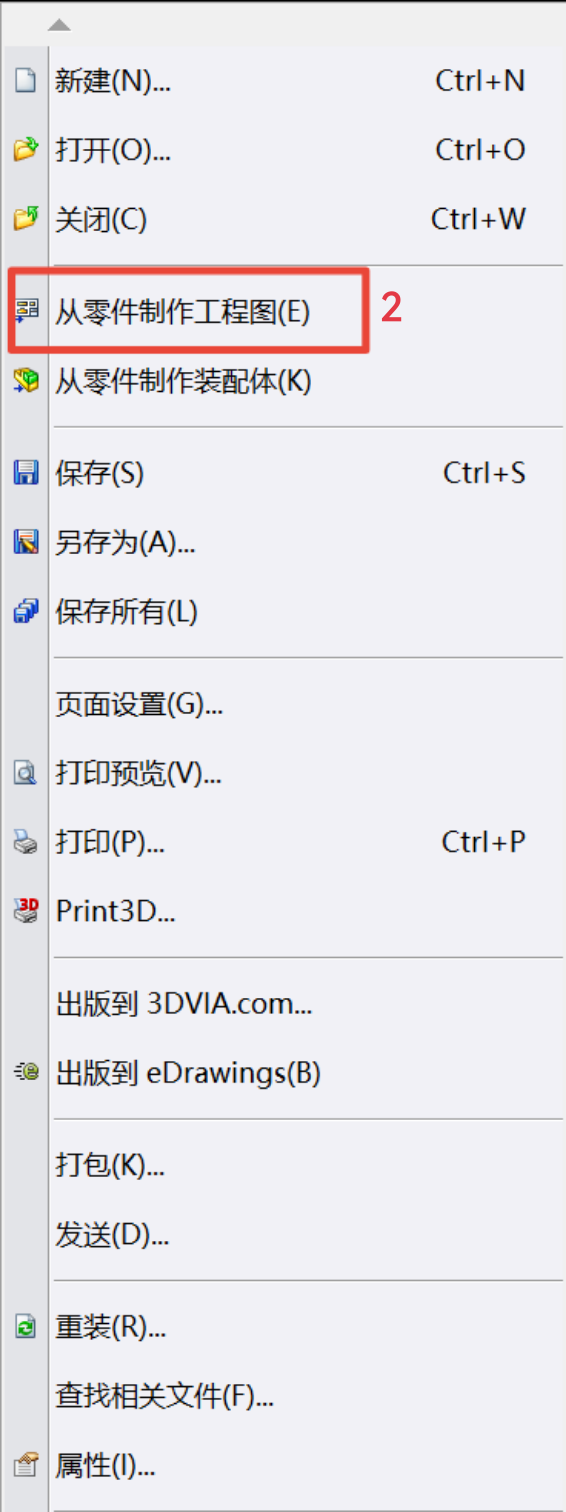 新建(N)... Ctrl+N
打开(O)... Ctrl+O
关闭(C) Ctrl+W
从零件制作工程图(E) 2
从零件制作装配体(K)
保存(S) Ctrl+S
另存为(A)...
保存所有(L)
页面设置(G)...
打印预览(V)...
打印(P)... Ctrl+P
Print3D...
出版到 3DVIA.com...
出版到 eDrawings(B)
打包(K)...
发送(D)...
重装(R)...
查找相关文件(F)...
属性(I)...